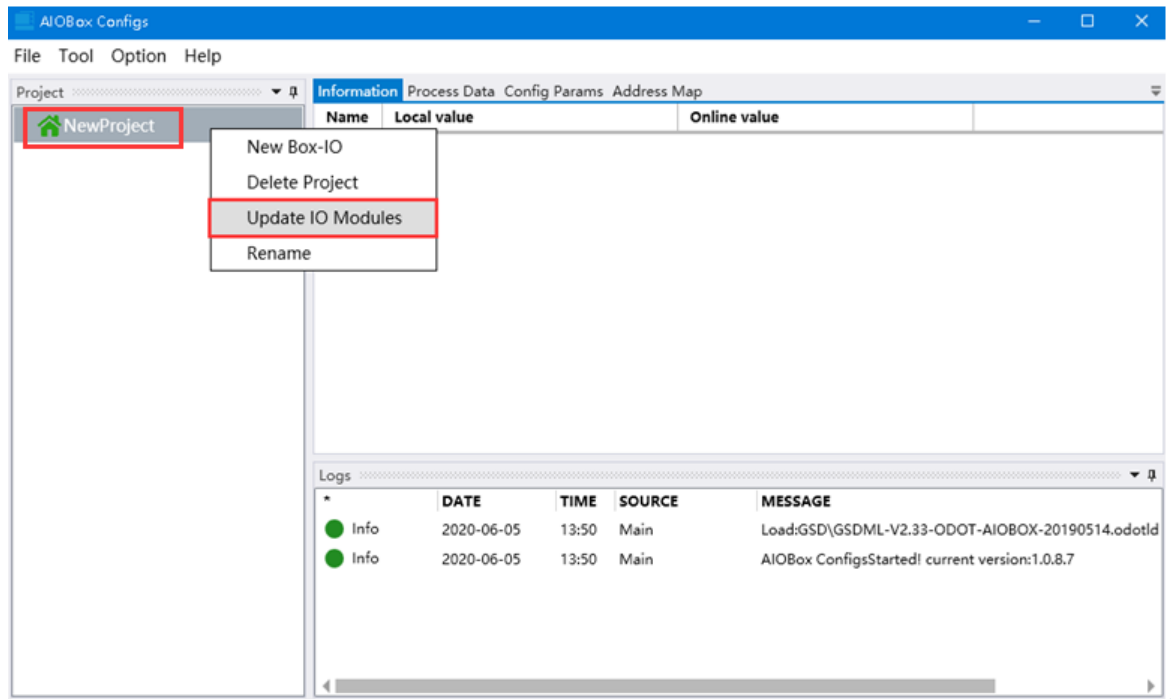 AIOBox Configs
File Tool Option Help
Project
NewProject
New Box-IO
Delete Project
Update IO Modules
Rename
Information Process Data Config Params Address Map
Name Local value Online value
Logs
* DATE TIME SOURCE MESSAGE
Info 2020-06-05 13:50 Main Load:GSD\GSDML-V2.33-ODOT-AIOBOX-20190514.odotld
Info 2020-06-05 13:50 Main AIOBox ConfigsStarted! current version:1.0.8.7